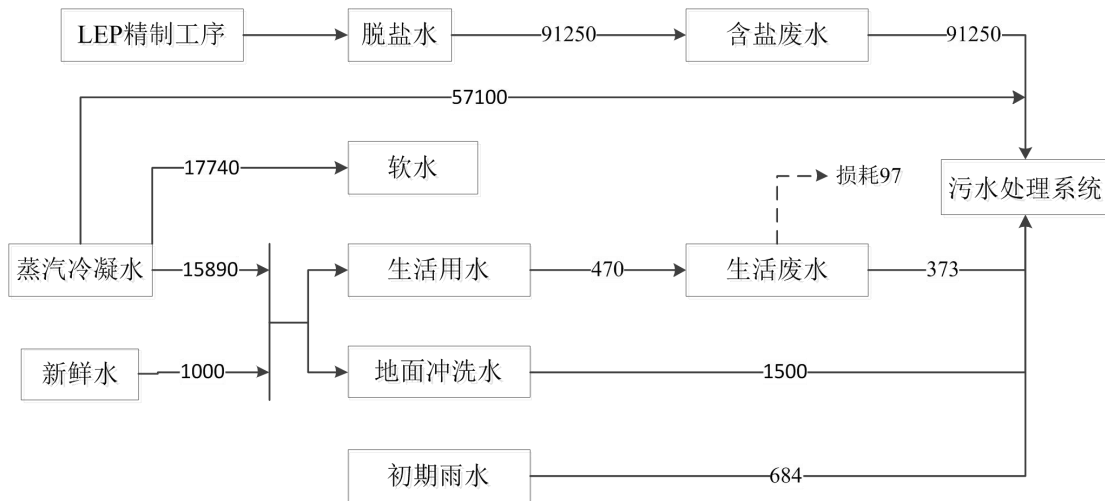 LEP精制工序
脱盐水
91250
含盐废水
91250
57100
17740
软水
损耗97
污水处理系统
蒸汽冷凝水
15890
生活用水
470
生活废水
373
新鲜水
1000
地面冲洗水
1500
初期雨水
684